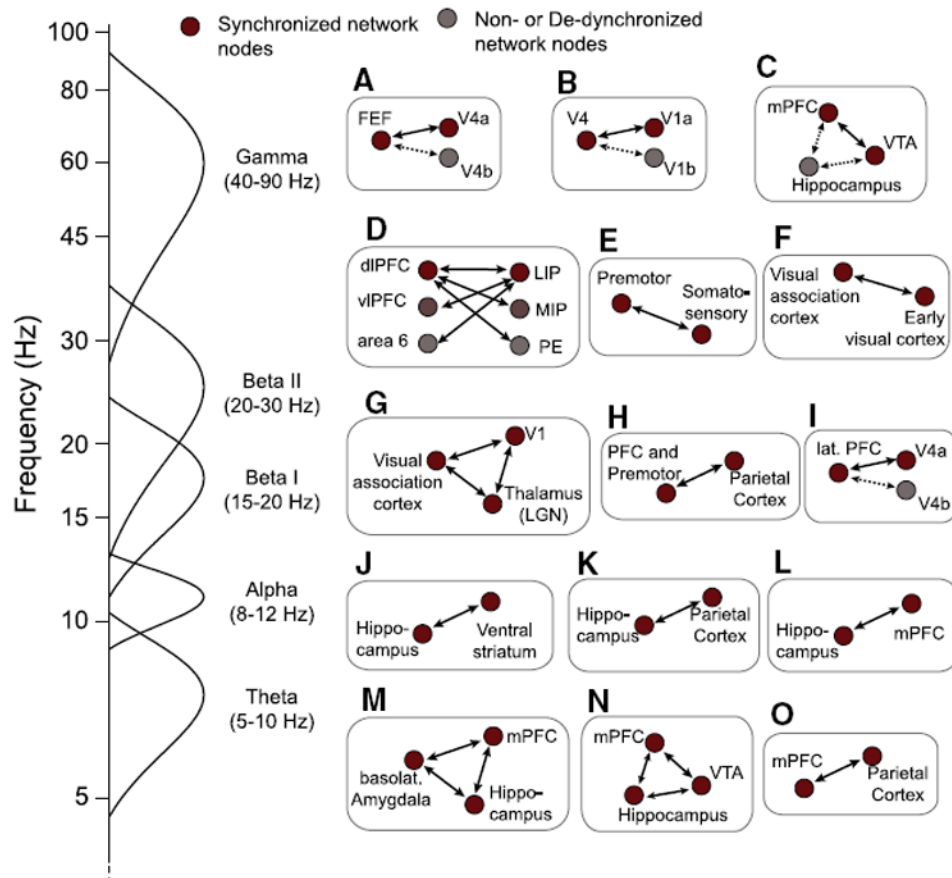 100
80
60
45
30
20
15
10
5
Frequency (Hz)
Synchronized network
nodes
Non- or De-dynchronized
network nodes
Gamma
(40-90 Hz)
Beta II
(20-30 Hz)
Beta I
(15-20 Hz)
Alpha
(8-12 Hz)
Theta
(5-10 Hz)
A
FEF
V4a
V4b
B
V4
V1a
V1b
C
mPFC
VTA
Hippocampus
D
dlPFC
LIP
vlPFC
MIP
area 6
PE
E
Premotor
Somato-
sensory
F
Visual
association
cortex
Early
visual cortex
G
V1
Visual
association
cortex
Thalamus
(LGN)
H
PFC and
Premotor
Parietal
Cortex
I
lat. PFC
V4a
V4b
J
Hippo-
campus
Ventral
striatum
K
Hippo-
campus
Parietal
Cortex
L
Hippo-
campus
mPFC
M
mPFC
basolat.
Amygdala
Hippo-
campus
N
mPFC
VTA
Hippocampus
O
mPFC
Parietal
Cortex